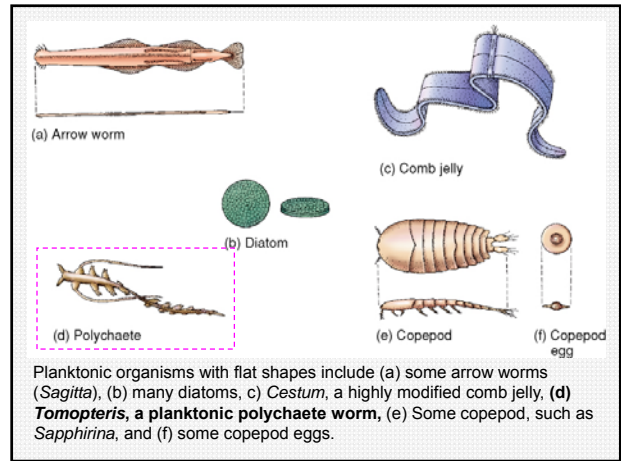 (a) Arrow worm
(c) Comb jelly
(b) Diatom
(d) Polychaete
(e) Copepod
(f) Copepod
egg
Planktonic organisms with flat shapes include (a) some arrow worms
(Sagitta), (b) many diatoms, c) Cestum, a highly modified comb jelly, (d)
Tomopteris, a planktonic polychaete worm, (e) Some copepod, such as
Sapphirina, and (f) some copepod eggs.